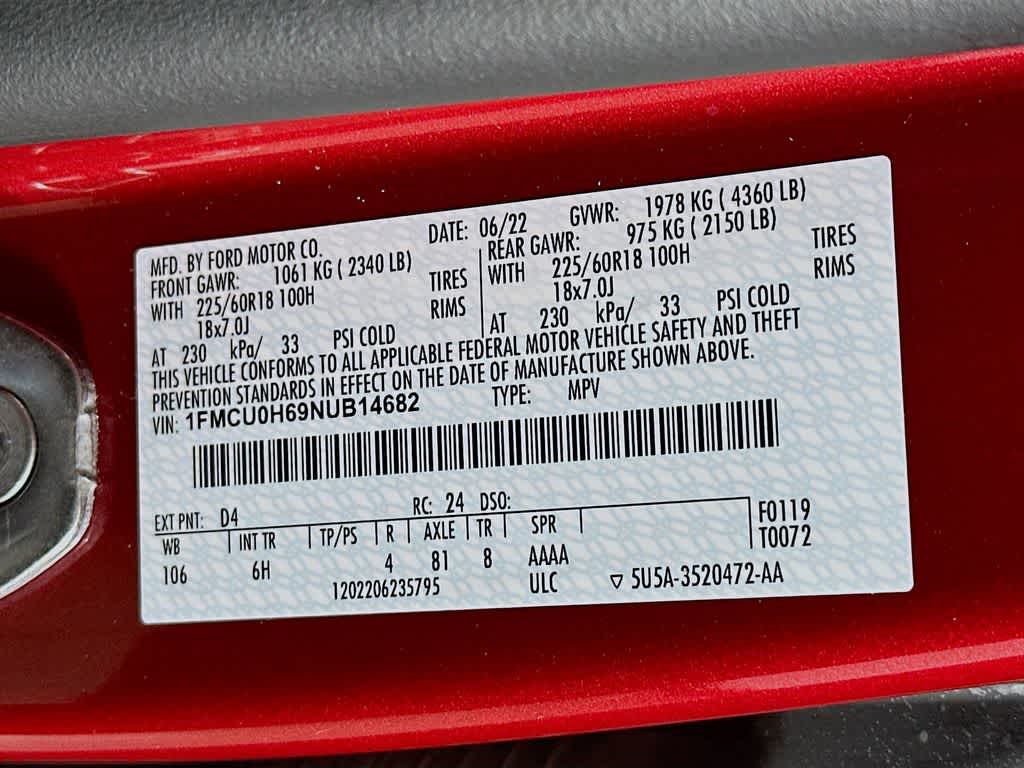 MFD. BY FORD MOTOR CO. DATE: 06/22 GVWR: 1978 KG ( 4360 LB)
FRONT GAWR: 1061 KG ( 2340 LB) REAR GAWR: 975 KG ( 2150 LB)
WITH 225/60R18 100H TIRES WITH 225/60R18 100H TIRES
18x7.0J RIMS 18x7.0J RIMS
AT 230 kPa/ 33 PSI COLD AT 230 kPa/ 33 PSI COLD
THIS VEHICLE CONFORMS TO ALL APPLICABLE FEDERAL MOTOR VEHICLE SAFETY AND THEFT
PREVENTION STANDARDS IN EFFECT ON THE DATE OF MANUFACTURE SHOWN ABOVE.
VIN: 1FMCU0H69NUB14682 TYPE: MPV
EXT PNT: D4 RC: 24 DSO:
WB INT TR TP/PS R AXLE TR SPR F0119
106 6H 4 81 8 AAAA T0072
1202206235795 ULC ▽ 5U5A-3520472-AA